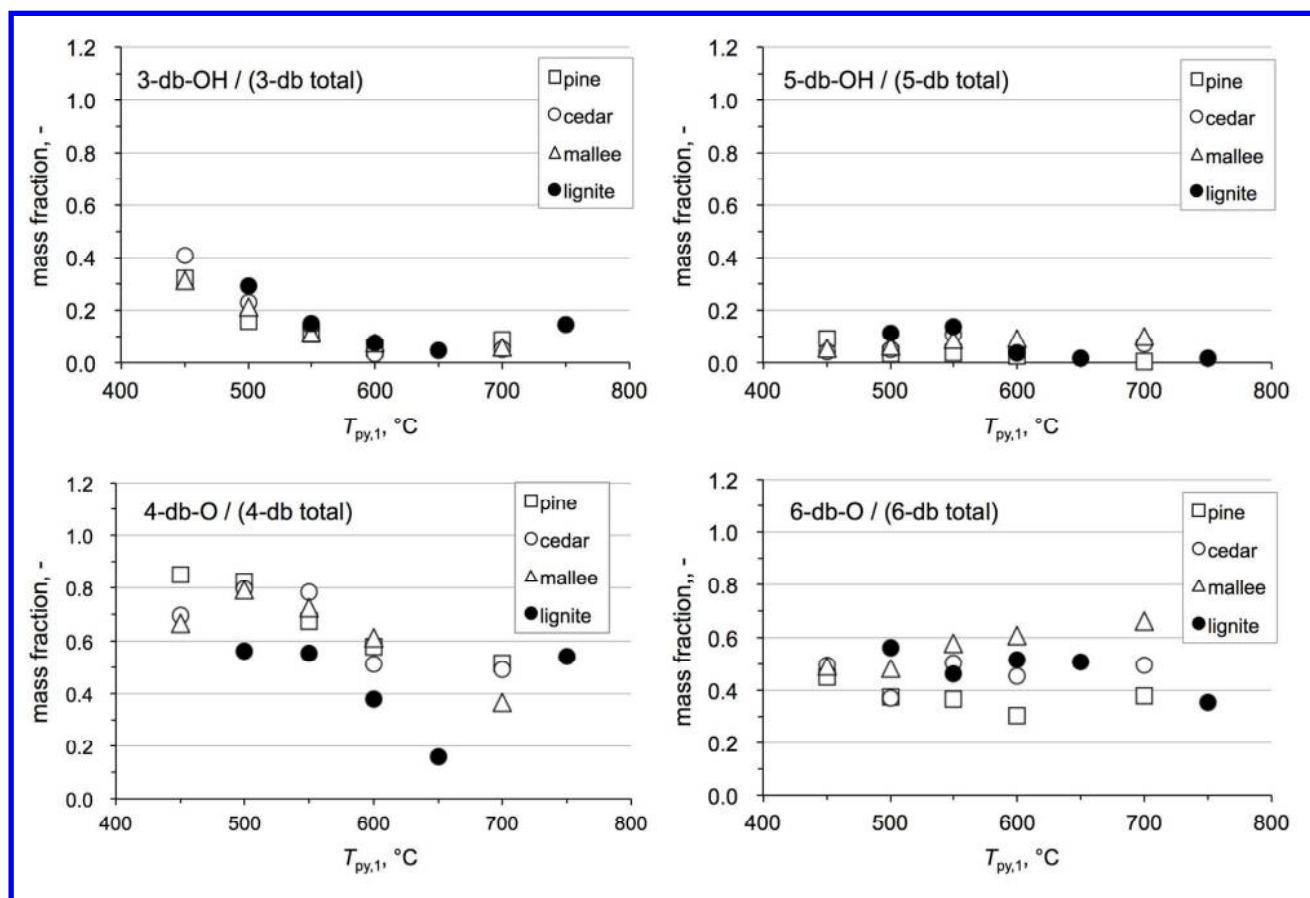 3-db-OH / (3-db total)
mass fraction, -
1.2
1.0
0.8
0.6
0.4
0.2
0.0
400
500
600
700
800
Tpy,1, °C
pine
cedar
mallee
lignite
5-db-OH / (5-db total)
mass fraction, -
1.2
1.0
0.8
0.6
0.4
0.2
0.0
400
500
600
700
800
Tpy,1, °C
pine
cedar
mallee
lignite
4-db-O / (4-db total)
mass fraction, -
1.2
1.0
0.8
0.6
0.4
0.2
0.0
400
500
600
700
800
Tpy,1, °C
pine
cedar
mallee
lignite
6-db-O / (6-db total)
mass fraction,, -
1.2
1.0
0.8
0.6
0.4
0.2
0.0
400
500
600
700
800
Tpy,1, °C
pine
cedar
mallee
lignite